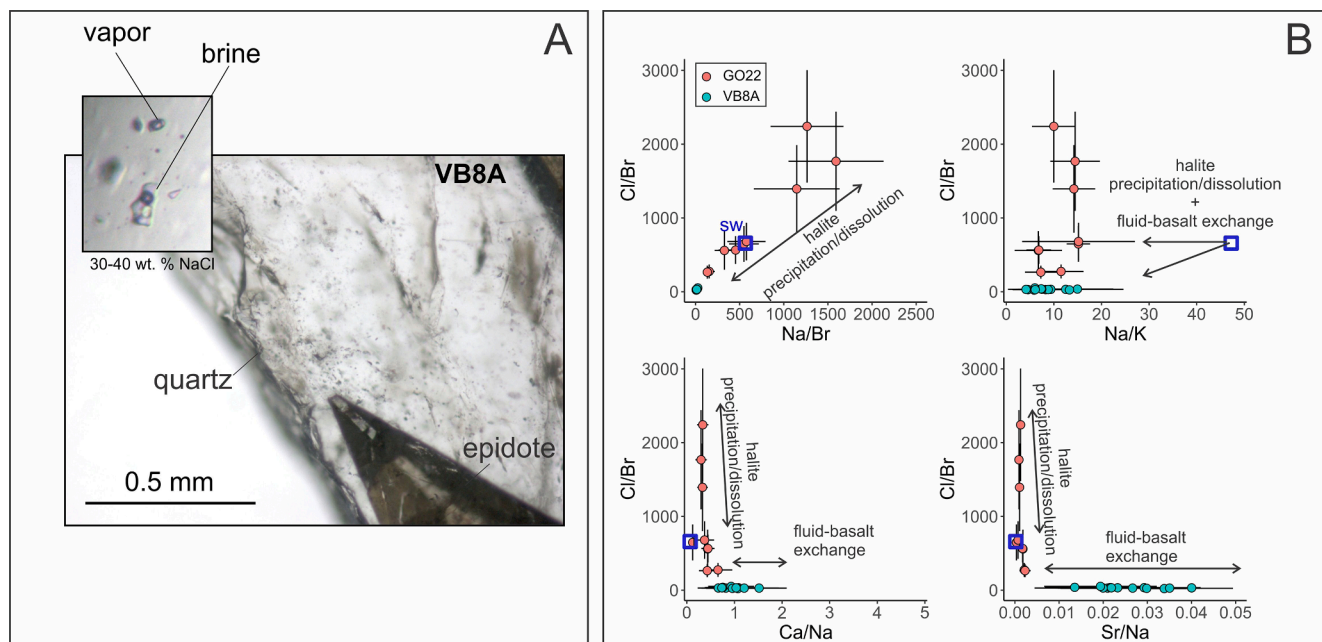 A
vapor
brine
VB8A
30-40 wt. % NaCl
quartz
epidote
0.5 mm
B
GO22
VB8A
3000
2000
1000
0
Cl/Br
SW
halite
precipitation/dissolution
0
500
1000
1500
2000
2500
Na/Br
3000
2000
1000
0
Cl/Br
halite
precipitation/dissolution
+
fluid-basalt exchange
0
10
20
30
40
50
Na/K
3000
2000
1000
0
Cl/Br
halite
precipitation/dissolution
fluid-basalt
exchange
0
1
2
3
4
5
Ca/Na
3000
2000
1000
0
Cl/Br
halite
precipitation/dissolution
fluid-basalt
exchange
0.00
0.01
0.02
0.03
0.04
0.05
Sr/Na